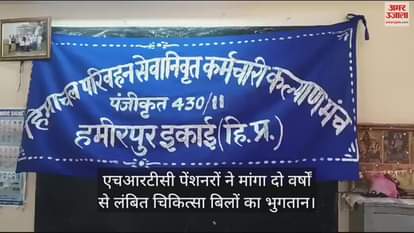 अमर उजाला
हिमाचल परिवहन सेवानिवृत कर्मचारी कल्याण मंच
पंजीकृत 430/11
हमीरपुर इकाई (हि.प्र.)
एचआरटीसी पेंशनरों ने मांगा दो वर्षों
से लंबित चिकित्सा बिलों का भुगतान।